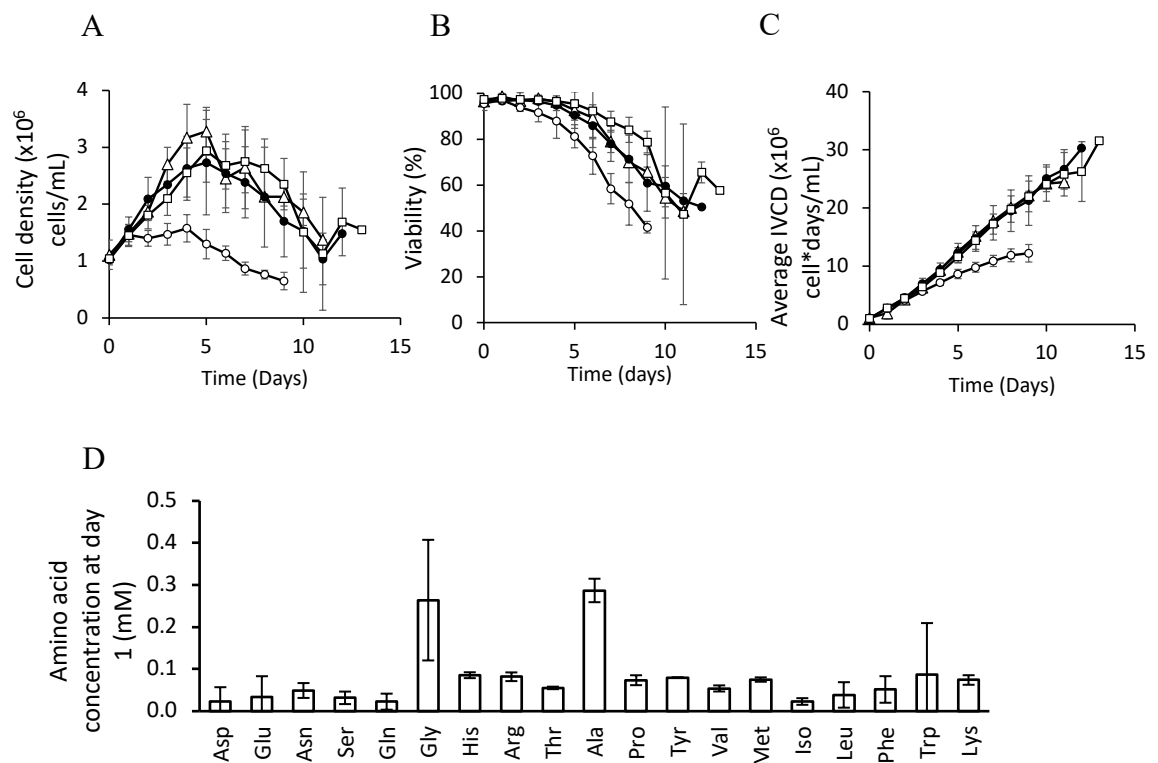 A
B
C
Cell density (x10⁶
cells/mL)
4
3
2
1
0
5
10
15
Time (Days)
Viability (%)
100
80
60
40
20
0
0
5
10
15
Time (days)
Average IVCD (x10⁶
cell*days/mL)
40
30
20
10
0
0
5
10
15
Time (Days)
D
Amino acid
concentration at day
1 (mM)
0.5
0.4
0.3
0.2
0.1
0.0
Asp
Glu
Asn
Ser
Gln
Gly
His
Arg
Thr
Ala
Pro
Tyr
Val
Met
Iso
Leu
Phe
Trp
Lys